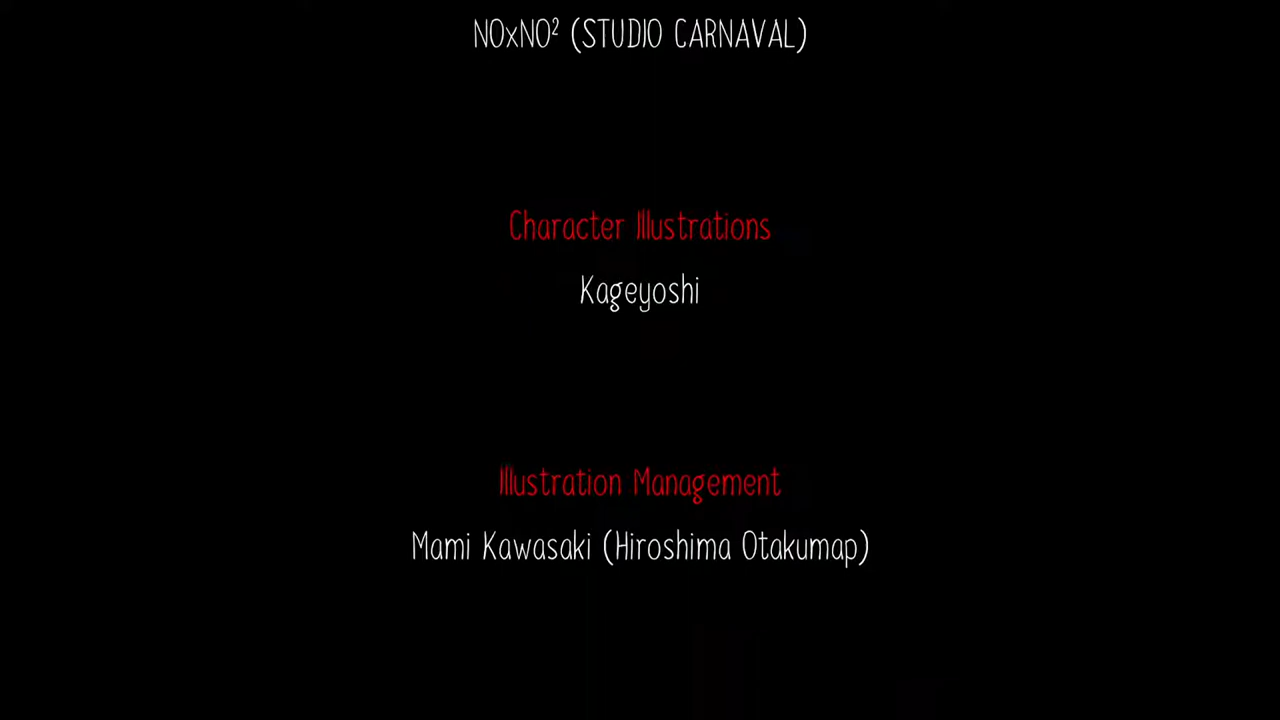 NOxNO² (STUDIO CARNAVAL)
Character Illustrations
Kageyoshi
Illustration Management
Mami Kawasaki (Hiroshima Otakumap)